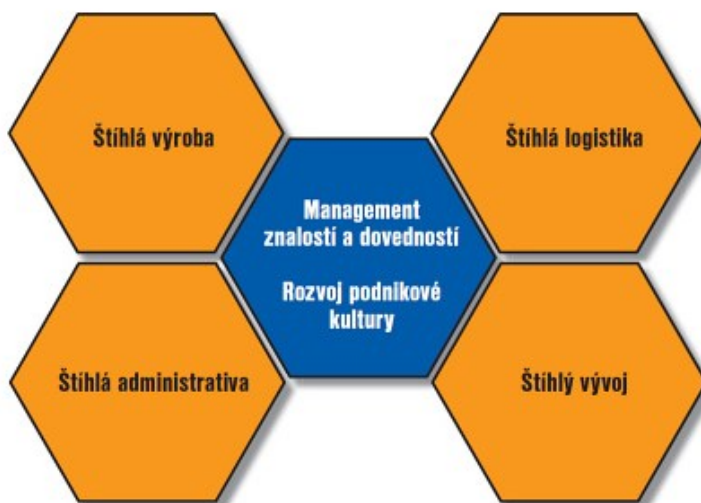 Štíhlá výroba
Štíhlá logistika
Management
znalostí a dovedností
Rozvoj podnikové
kultury
Štíhlá administrativa
Štíhlý vývoj